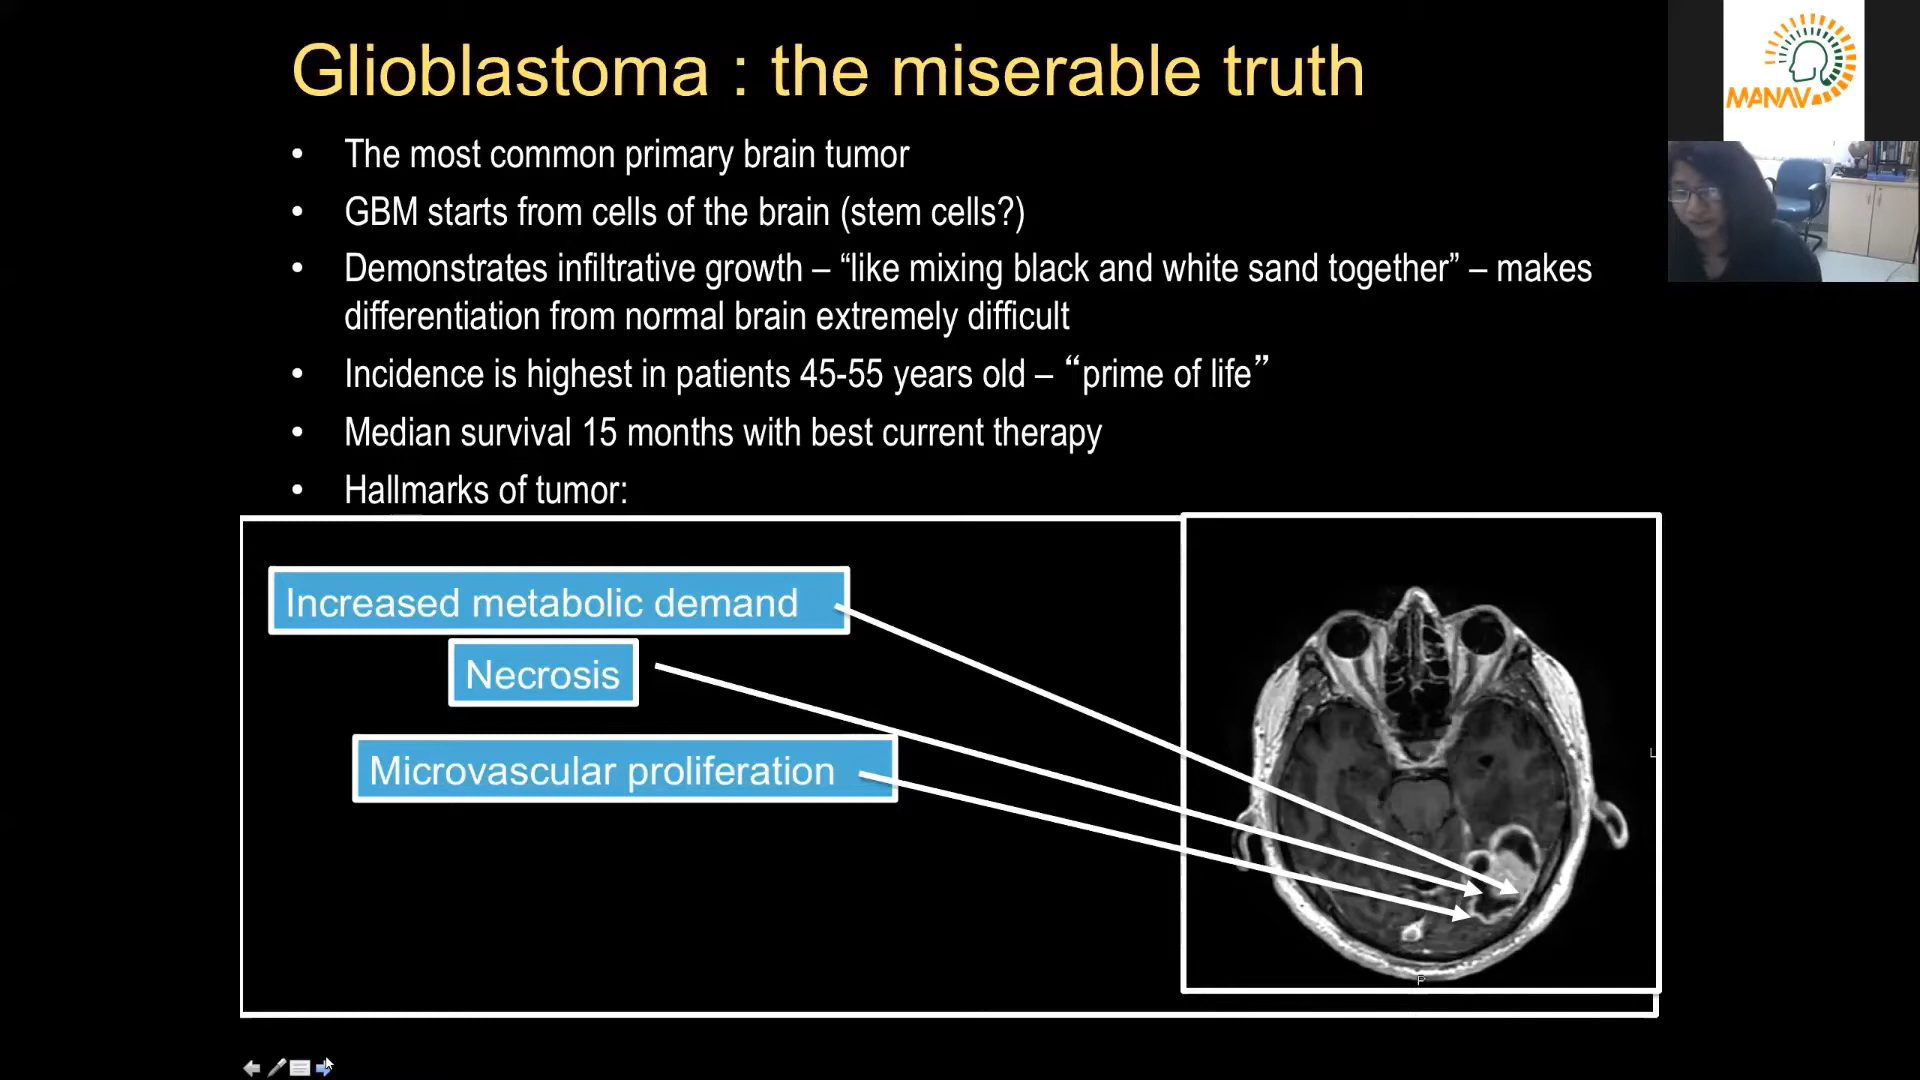 Glioblastoma : the miserable truth
MANAV
• The most common primary brain tumor
• GBM starts from cells of the brain (stem cells?)
• Demonstrates infiltrative growth – “like mixing black and white sand together” – makes
differentiation from normal brain extremely difficult
• Incidence is highest in patients 45-55 years old – “prime of life”
• Median survival 15 months with best current therapy
• Hallmarks of tumor:
Increased metabolic demand
Necrosis
Microvascular proliferation
L
P